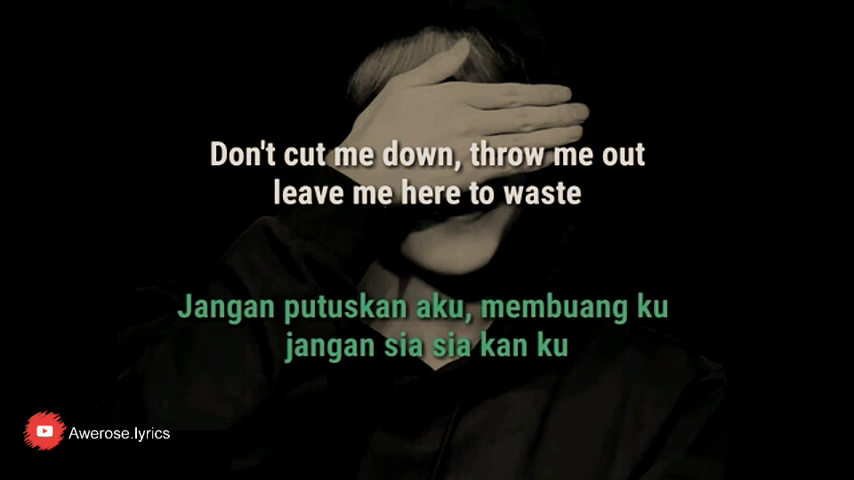 Don't cut me down, throw me out
leave me here to waste
Jangan putuskan aku, membuang ku
jangan sia sia kan ku
Awerose.lyrics